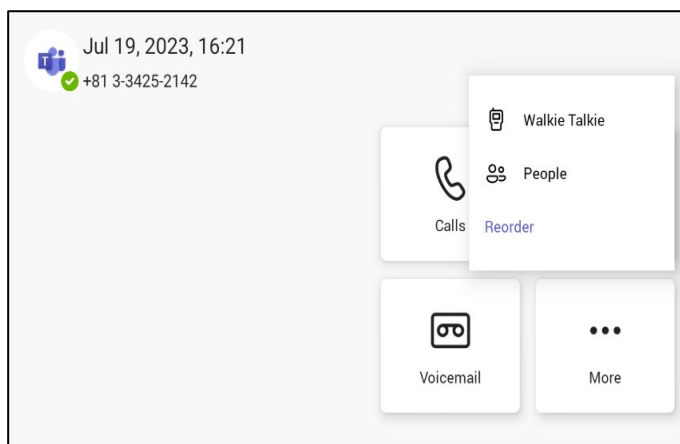 Jul 19, 2023, 16:21
+81 3-3425-2142
Walkie Talkie
People
Calls
Reorder
Voicemail
More